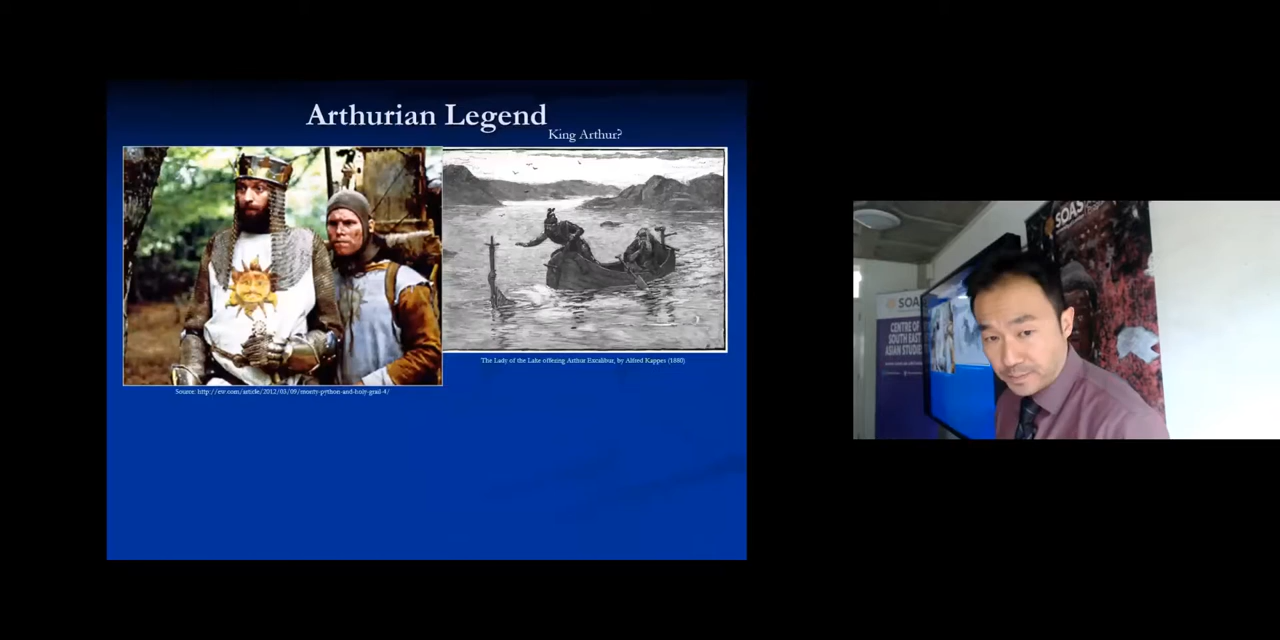 Arthurian Legend
King Arthur?
The Lady of the Lake offering Arthur Excalibur, by Alfred Kappes (1880)
Source: http://ew.com/article/2012/03/09/monty-python-and-holy-grail-4/
SOAS
SOAS
CENTRE OF
SOUTH EAST
ASIAN STUDIES